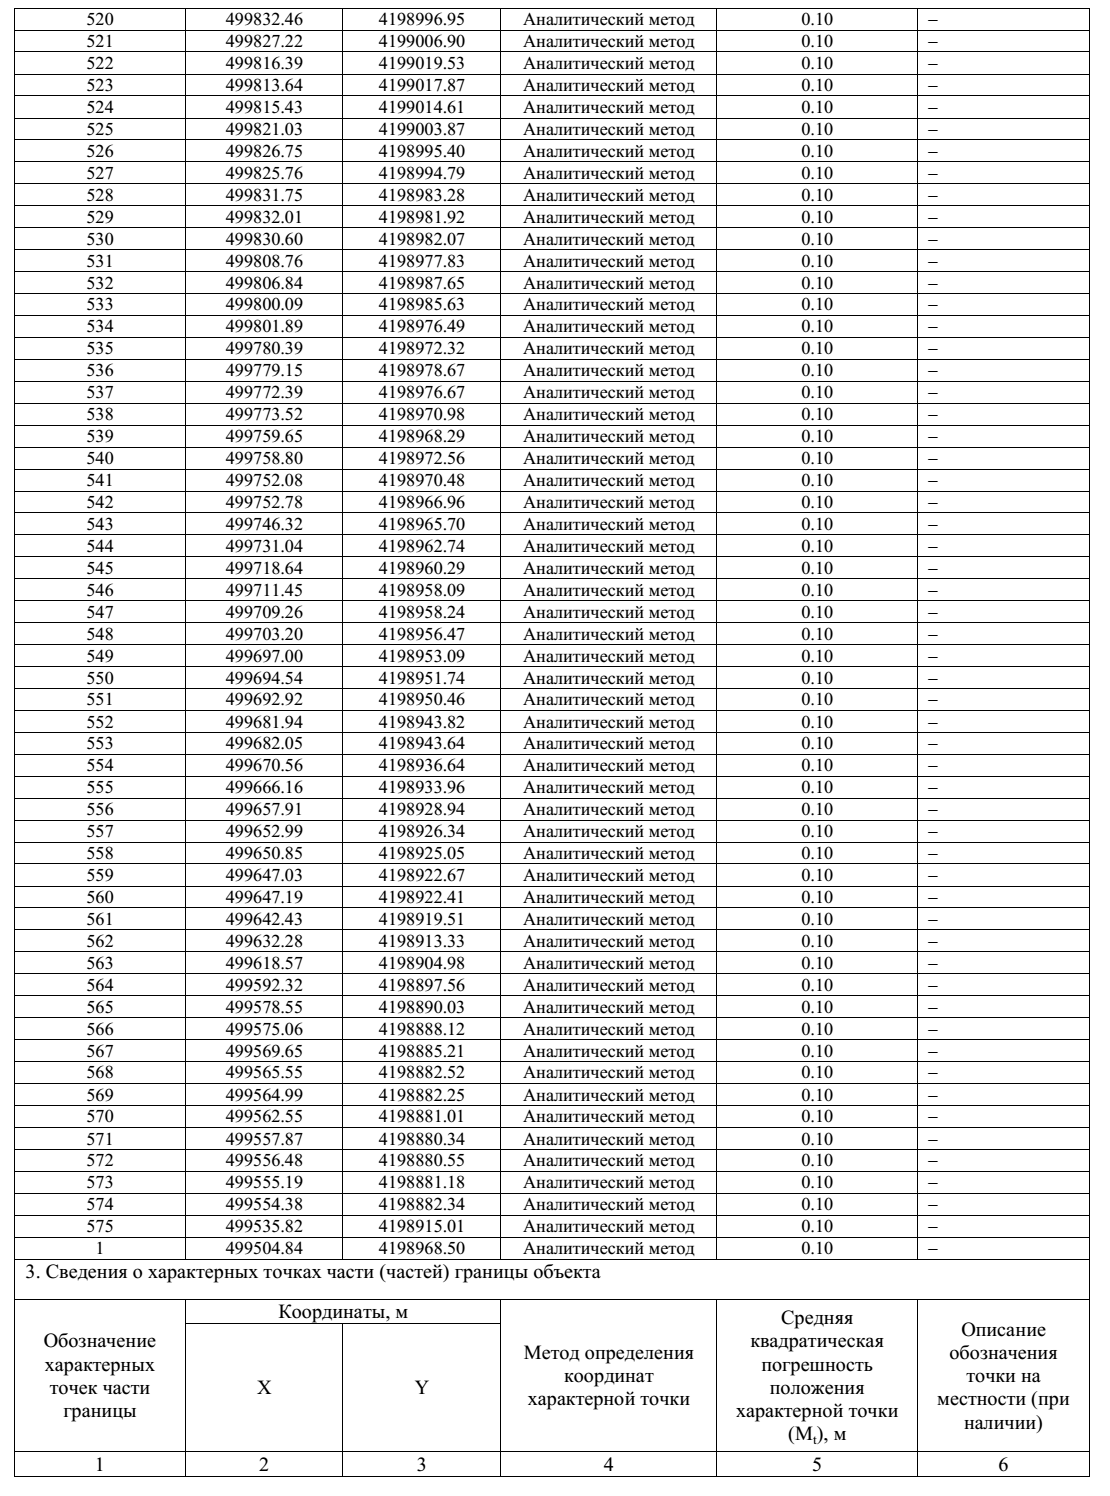 520 499832.46 4198996.95 Аналитический метод 0.10 –
521 499827.22 4199006.90 Аналитический метод 0.10 –
522 499816.39 4199019.53 Аналитический метод 0.10 –
523 499813.64 4199017.87 Аналитический метод 0.10 –
524 499815.43 4199014.61 Аналитический метод 0.10 –
525 499821.03 4199003.87 Аналитический метод 0.10 –
526 499826.75 4198995.40 Аналитический метод 0.10 –
527 499825.76 4198994.79 Аналитический метод 0.10 –
528 499831.75 4198983.28 Аналитический метод 0.10 –
529 499832.01 4198981.92 Аналитический метод 0.10 –
530 499830.60 4198982.07 Аналитический метод 0.10 –
531 499808.76 4198977.83 Аналитический метод 0.10 –
532 499806.84 4198987.65 Аналитический метод 0.10 –
533 499800.09 4198985.63 Аналитический метод 0.10 –
534 499801.89 4198976.49 Аналитический метод 0.10 –
535 499780.39 4198972.32 Аналитический метод 0.10 –
536 499779.15 4198978.67 Аналитический метод 0.10 –
537 499772.39 4198976.67 Аналитический метод 0.10 –
538 499773.52 4198970.98 Аналитический метод 0.10 –
539 499759.65 4198968.29 Аналитический метод 0.10 –
540 499758.80 4198972.56 Аналитический метод 0.10 –
541 499752.08 4198970.48 Аналитический метод 0.10 –
542 499752.78 4198966.96 Аналитический метод 0.10 –
543 499746.32 4198965.70 Аналитический метод 0.10 –
544 499731.04 4198962.74 Аналитический метод 0.10 –
545 499718.64 4198960.29 Аналитический метод 0.10 –
546 499711.45 4198958.09 Аналитический метод 0.10 –
547 499709.26 4198958.24 Аналитический метод 0.10 –
548 499703.20 4198956.47 Аналитический метод 0.10 –
549 499697.00 4198953.09 Аналитический метод 0.10 –
550 499694.54 4198951.74 Аналитический метод 0.10 –
551 499692.92 4198950.46 Аналитический метод 0.10 –
552 499681.94 4198943.82 Аналитический метод 0.10 –
553 499682.05 4198943.64 Аналитический метод 0.10 –
554 499670.56 4198936.64 Аналитический метод 0.10 –
555 499666.16 4198933.96 Аналитический метод 0.10 –
556 499657.91 4198928.94 Аналитический метод 0.10 –
557 499652.99 4198926.34 Аналитический метод 0.10 –
558 499650.85 4198925.05 Аналитический метод 0.10 –
559 499647.03 4198922.67 Аналитический метод 0.10 –
560 499647.19 4198922.41 Аналитический метод 0.10 –
561 499642.43 4198919.51 Аналитический метод 0.10 –
562 499632.28 4198913.33 Аналитический метод 0.10 –
563 499618.57 4198904.98 Аналитический метод 0.10 –
564 499592.32 4198897.56 Аналитический метод 0.10 –
565 499578.55 4198890.03 Аналитический метод 0.10 –
566 499575.06 4198888.12 Аналитический метод 0.10 –
567 499569.65 4198885.21 Аналитический метод 0.10 –
568 499565.55 4198882.52 Аналитический метод 0.10 –
569 499564.99 4198882.25 Аналитический метод 0.10 –
570 499562.55 4198881.01 Аналитический метод 0.10 –
571 499557.87 4198880.34 Аналитический метод 0.10 –
572 499556.48 4198880.55 Аналитический метод 0.10 –
573 499555.19 4198881.18 Аналитический метод 0.10 –
574 499554.38 4198882.34 Аналитический метод 0.10 –
575 499535.82 4198915.01 Аналитический метод 0.10 –
1 499504.84 4198968.50 Аналитический метод 0.10 –
3. Сведения о характерных точках части (частей) границы объекта
Обозначение
характерных
точек части
границы
Координаты, м
X
Y
Метод определения
координат
характерной точки
Средняя
квадратическая
погрешность
положения
характерной точки
(Mt), м
Описание
обозначения
точки на
местности (при
наличии)
1 2 3 4 5 6